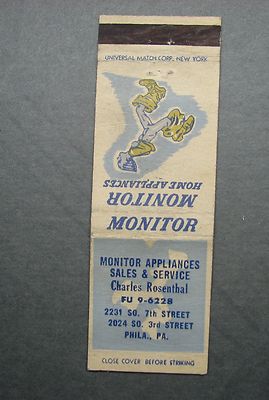 UNIVERSAL MATCH CORP. NEW YORK
HOME APPLIANCES
MONITOR
MONITOR
MONITOR APPLIANCES
SALES & SERVICE
Charles Rosenthal
FU 9-6228
2231 SO. 7th STREET
2024 SO. 3rd STREET
PHILA., PA.
CLOSE COVER BEFORE STRIKING